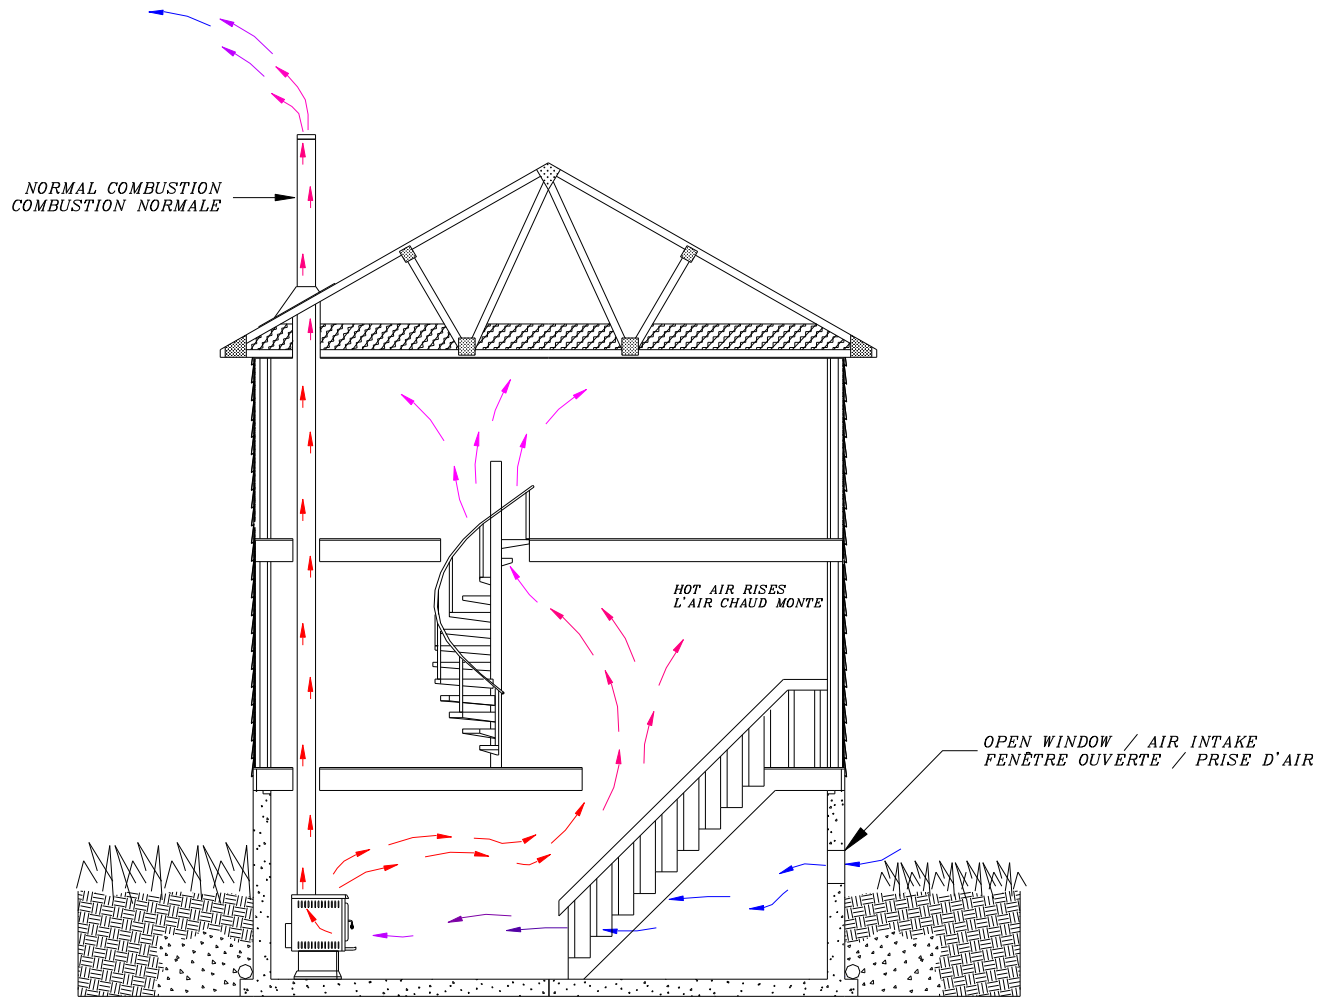 NORMAL COMBUSTION
COMBUSTION NORMALE
HOT AIR RISES
L'AIR CHAUD MONTE
OPEN WINDOW / AIR INTAKE
FENÊTRE OUVERTE / PRISE D'AIR